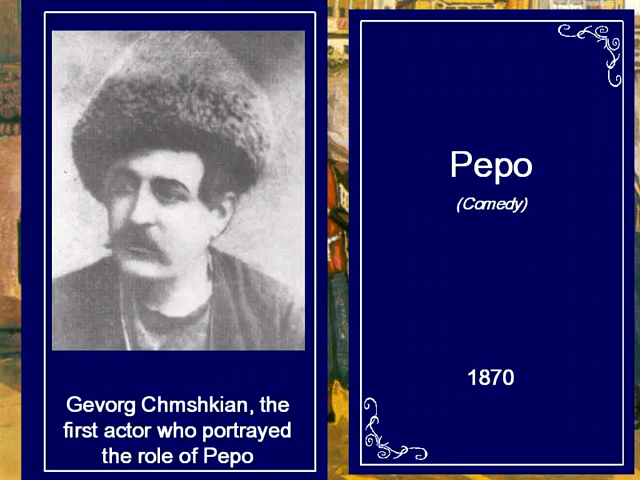 Gevorg Chmshkian, the
first actor who portrayed
the role of Pepo
Pepo
(Comedy)
1870